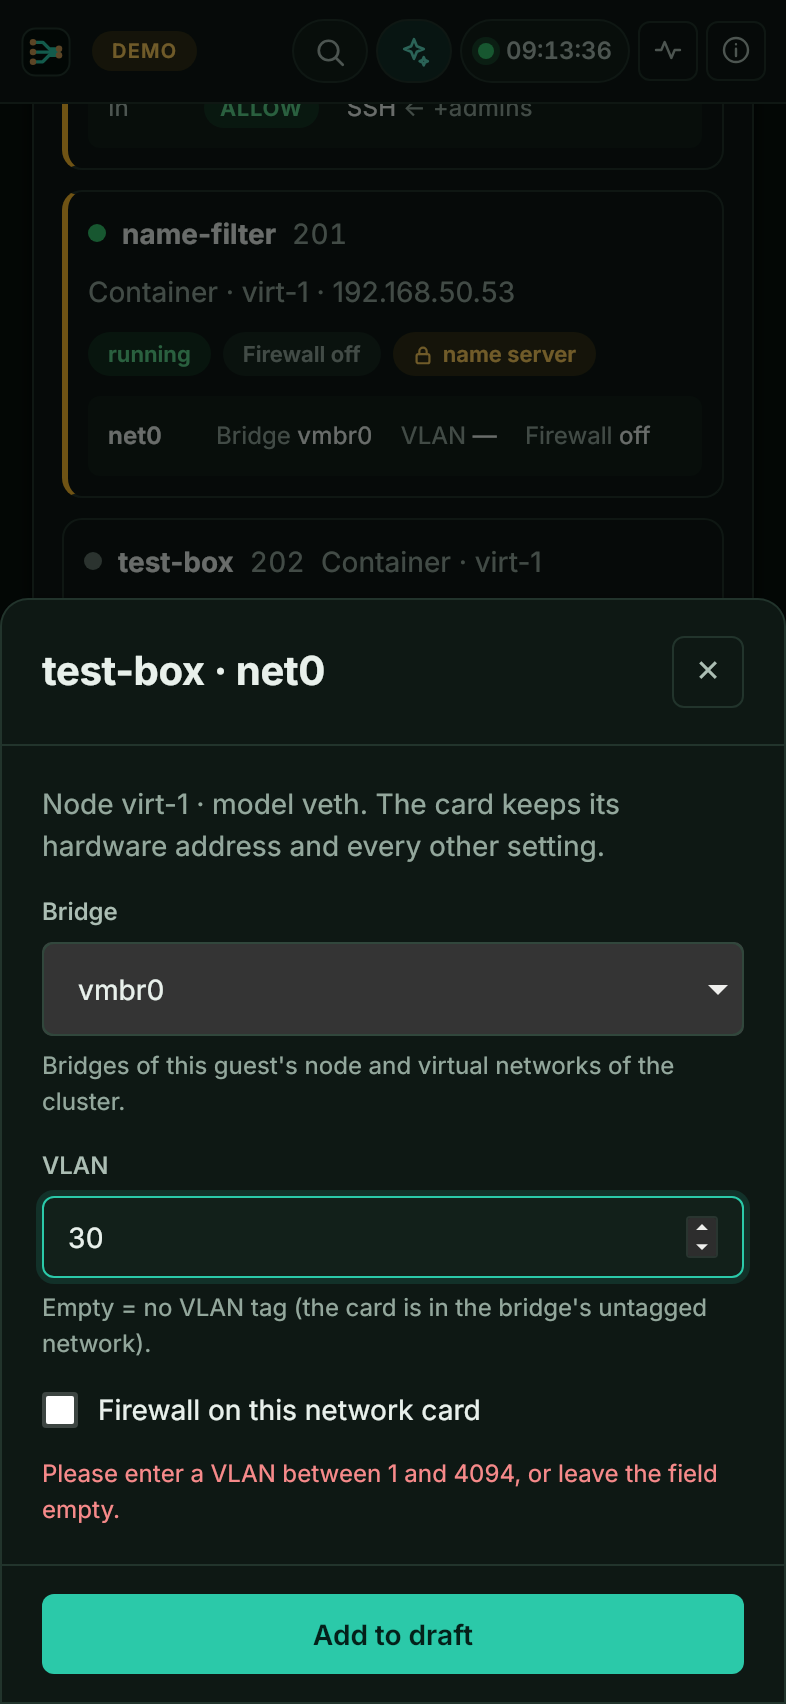 DEMO
09:13:36
in ALLOW SSH ← +admins
name-filter 201
Container · virt-1 · 192.168.50.53
running Firewall off name server
net0 Bridge vmbr0 VLAN — Firewall off
test-box 202 Container · virt-1
test-box · net0
Node virt-1 · model veth. The card keeps its
hardware address and every other setting.
Bridge
vmbr0
Bridges of this guest's node and virtual networks of the
cluster.
VLAN
30
Empty = no VLAN tag (the card is in the bridge's untagged
network).
Firewall on this network card
Please enter a VLAN between 1 and 4094, or leave the field
empty.
Add to draft